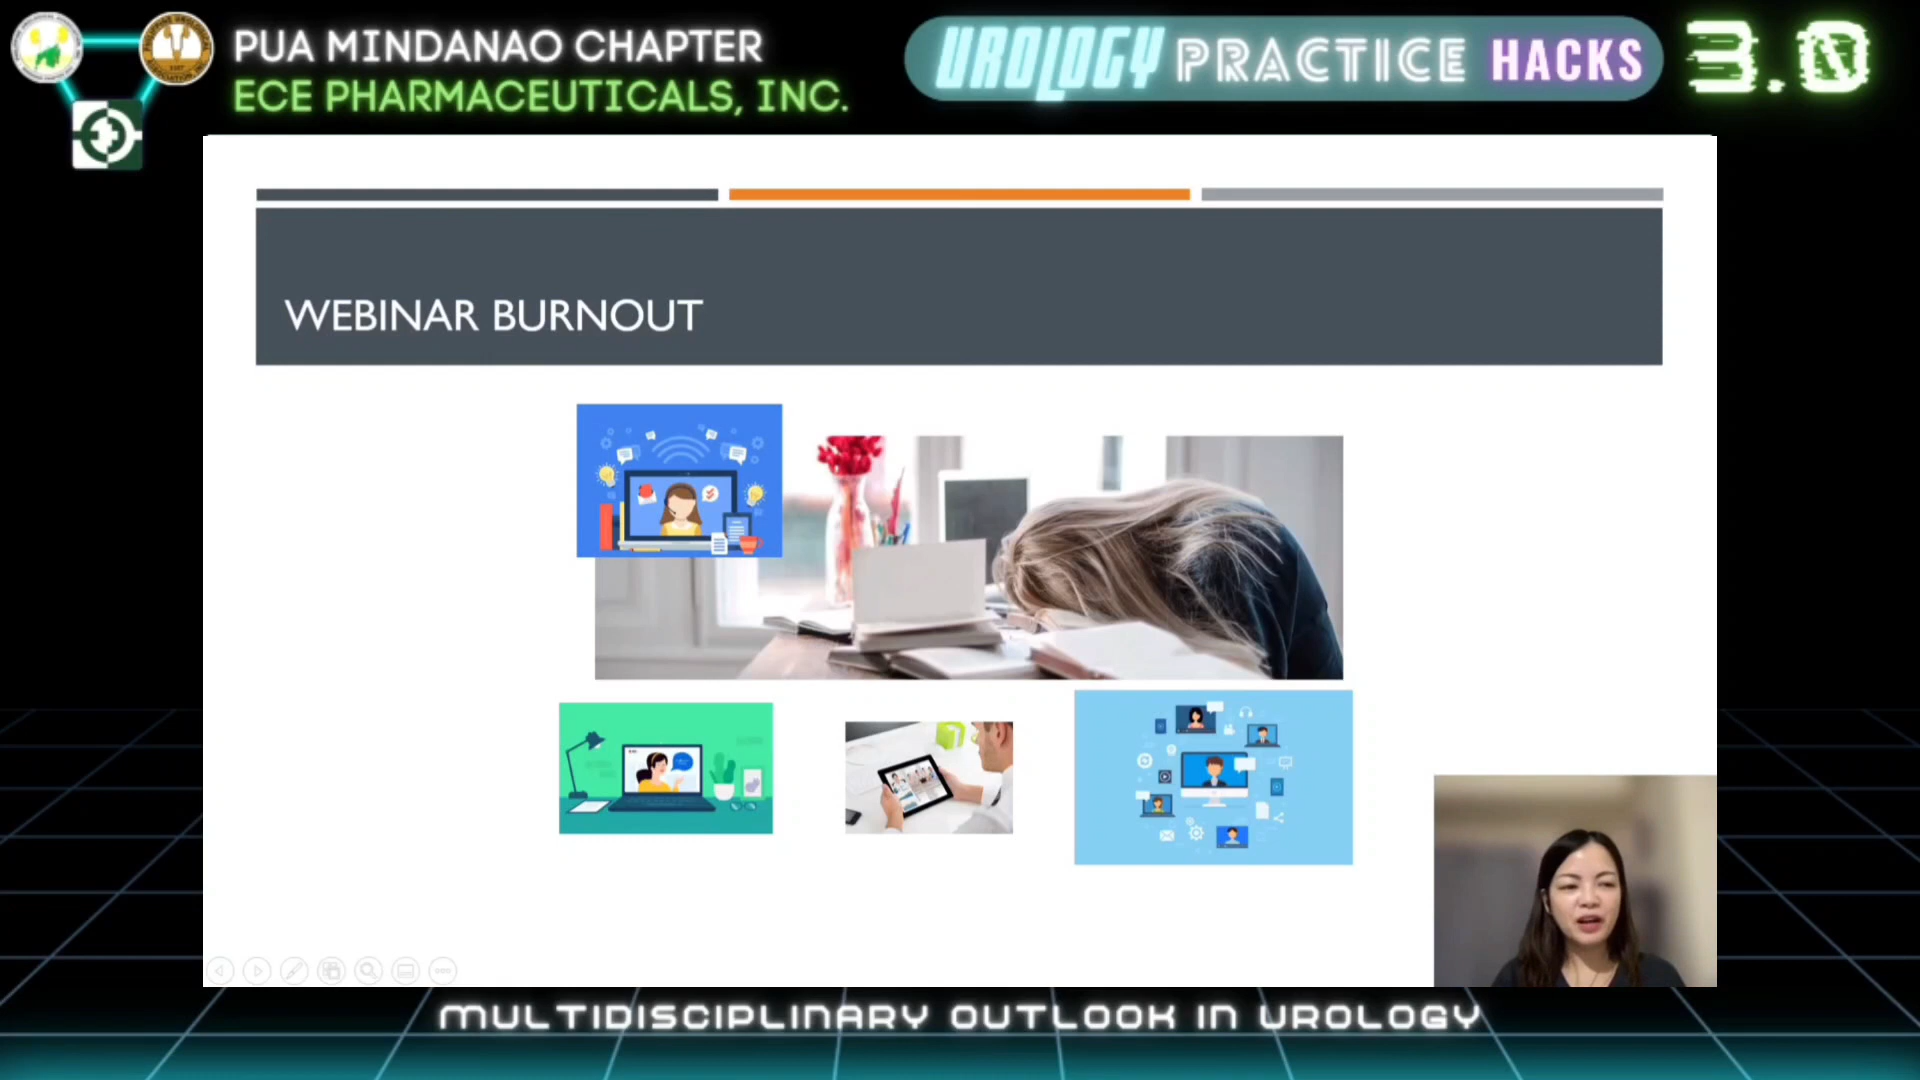 PUA MINDANAO CHAPTER
ECE PHARMACEUTICALS, INC.
UROLOGY PRACTICE HACKS 3.0
WEBINAR BURNOUT
MULTIDISCIPLINARY OUTLOOK IN UROLOGY